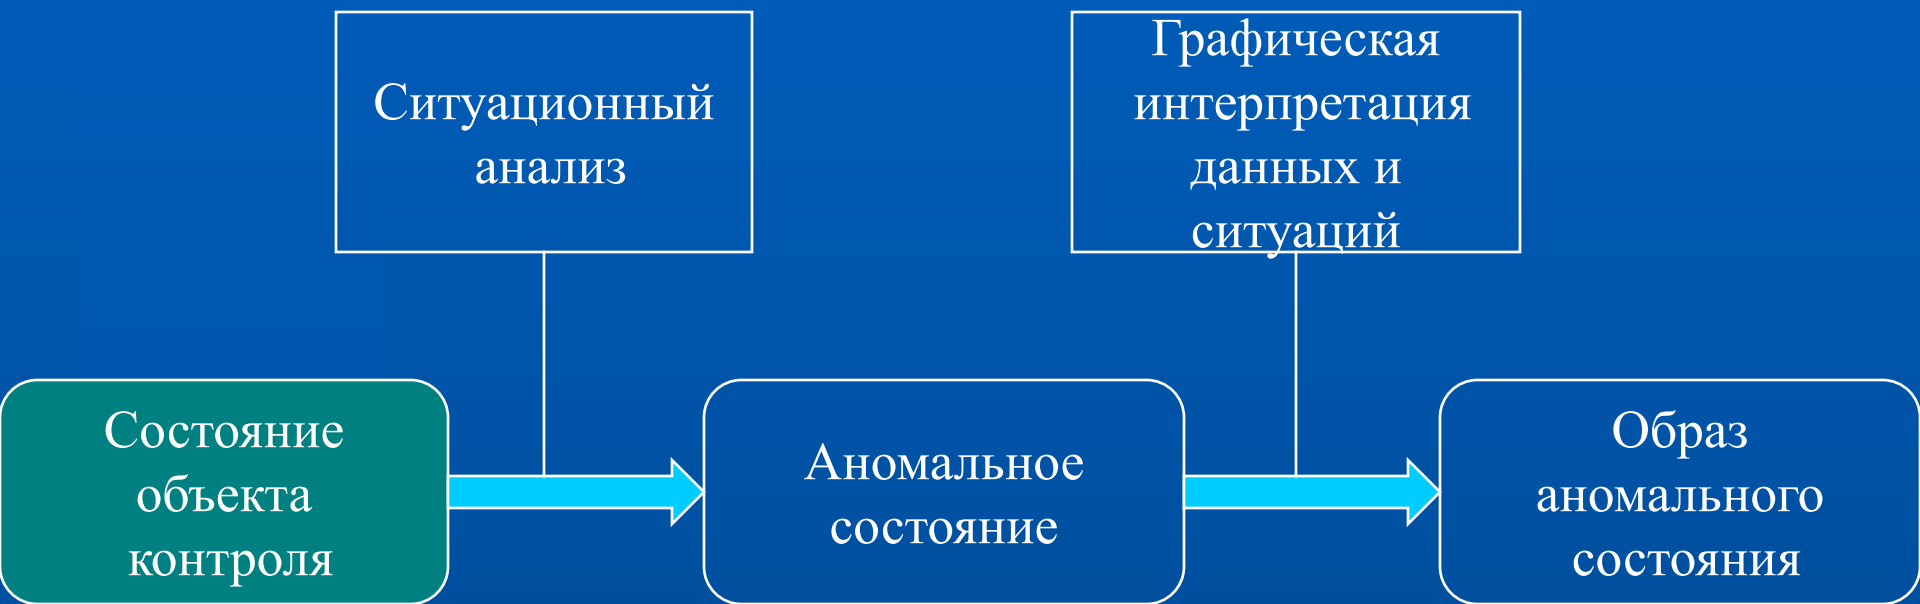 Ситуационный
анализ
Графическая
интерпретация
данных и
ситуаций
Состояние
объекта
контроля
Аномальное
состояние
Образ
аномального
состояния